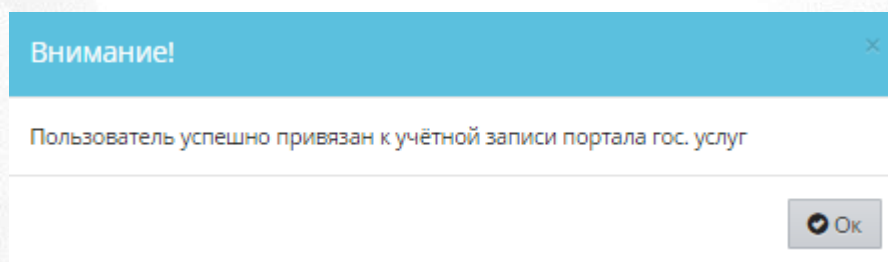 Внимание!
Пользователь успешно привязан к учётной записи портала гос. услуг
Ок